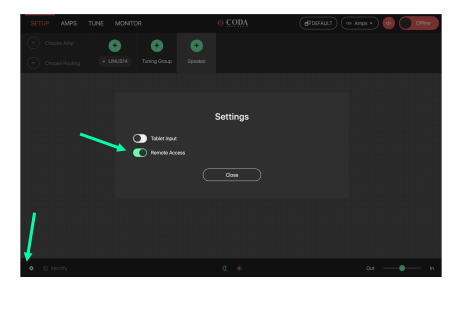 SETUP AMPS TUNE MONITOR CODA DEFAULT Amps Offline
Choose Amp
Choose Routing + LINUS14 Tuning Group Speaker
Settings
Tablet Input
Remote Access
Close
Identify Out In